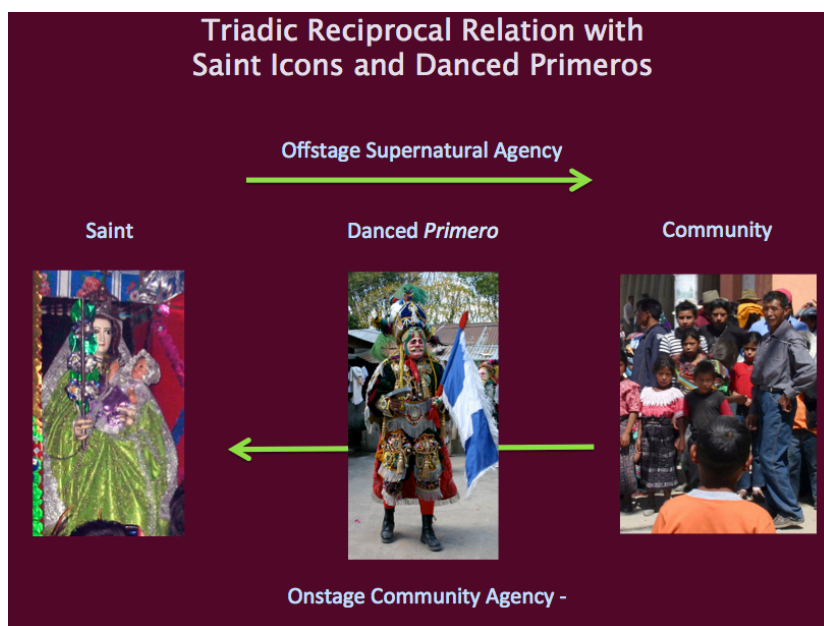 Triadic Reciprocal Relation with
Saint Icons and Danced Primeros
Offstage Supernatural Agency
Saint
Danced Primero
Community
Onstage Community Agency -